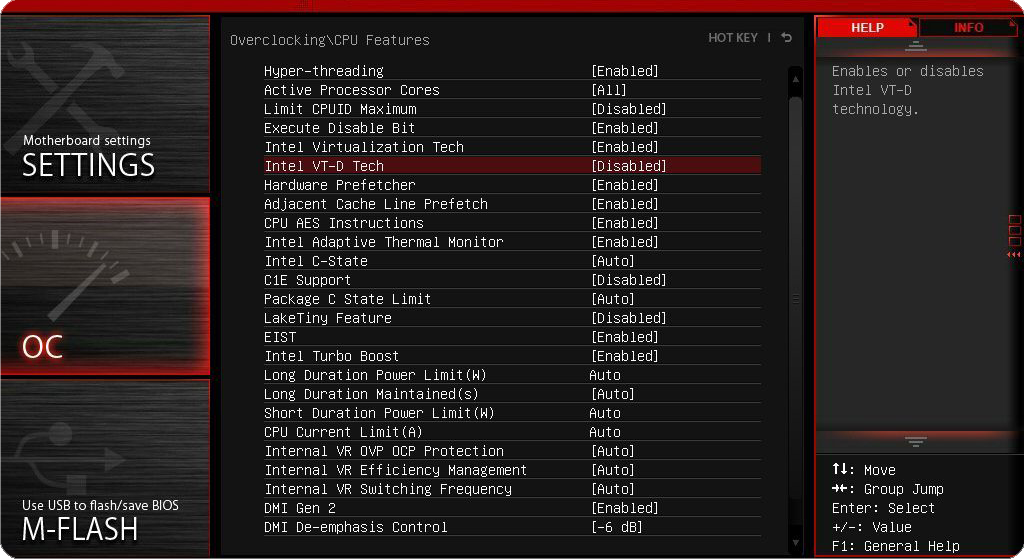 Motherboard settings
SETTINGS
OC
Use USB to flash/save BIOS
M-FLASH
Overclocking\CPU Features
HOT KEY |
Hyper-threading [Enabled]
Active Processor Cores [All]
Limit CPUID Maximum [Disabled]
Execute Disable Bit [Enabled]
Intel Virtualization Tech [Enabled]
Intel VT-D Tech [Disabled]
Hardware Prefetcher [Enabled]
Adjacent Cache Line Prefetch [Enabled]
CPU AES Instructions [Enabled]
Intel Adaptive Thermal Monitor [Enabled]
Intel C-State [Auto]
C1E Support [Disabled]
Package C State Limit [Auto]
LakeTiny Feature [Disabled]
EIST [Enabled]
Intel Turbo Boost [Enabled]
Long Duration Power Limit(W) Auto
Long Duration Maintained(s) [Auto]
Short Duration Power Limit(W) Auto
CPU Current Limit(A) Auto
Internal VR OVP OCP Protection [Auto]
Internal VR Efficiency Management [Auto]
Internal VR Switching Frequency [Auto]
DMI Gen 2 [Enabled]
DMI De-emphasis Control [-6 dB]
HELP
INFO
Enables or disables
Intel VT-D
technology.
↑↓: Move
→←: Group Jump
Enter: Select
+/-: Value
F1: General Help